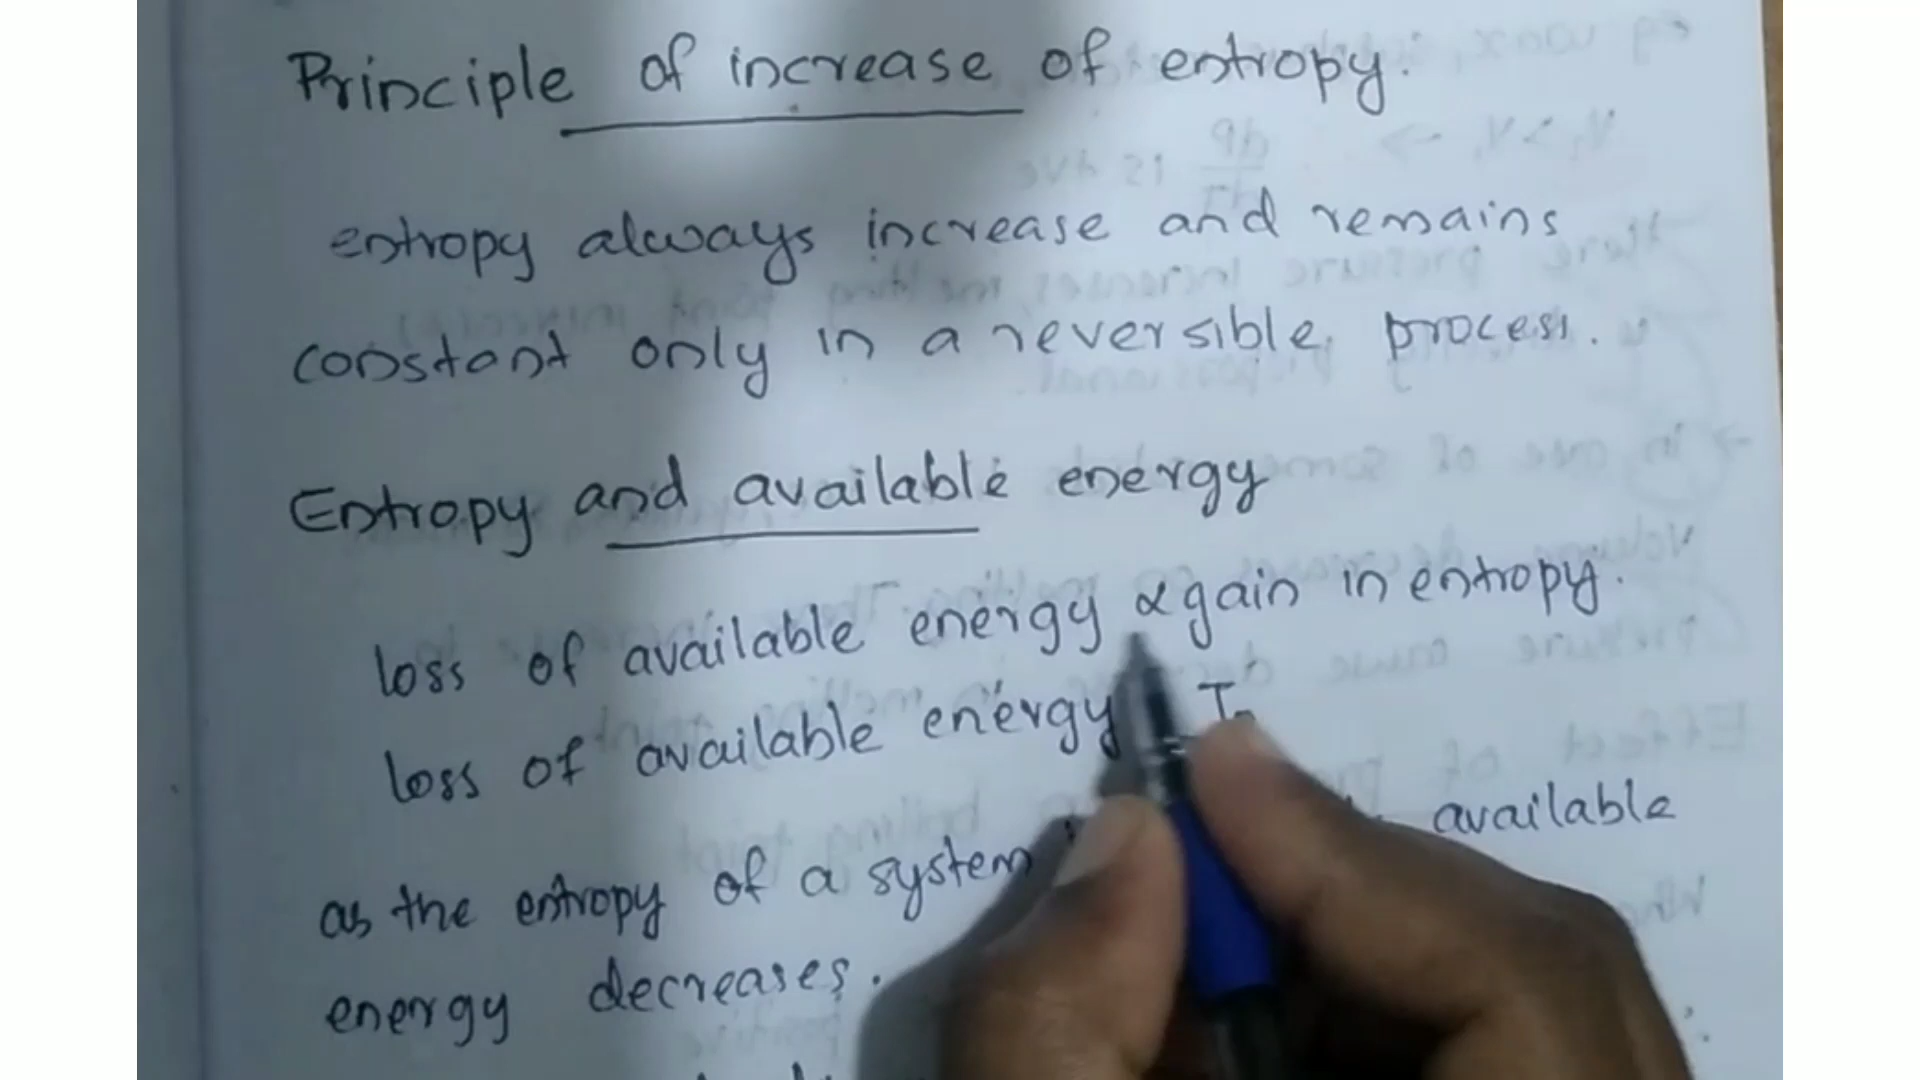 Principle of increase of entropy.
entropy always increase and remains
constant only in a reversible process.
Entropy and available energy
loss of available energy α gain in entropy.
loss of available energy
as the entropy of a system available
energy decreases.